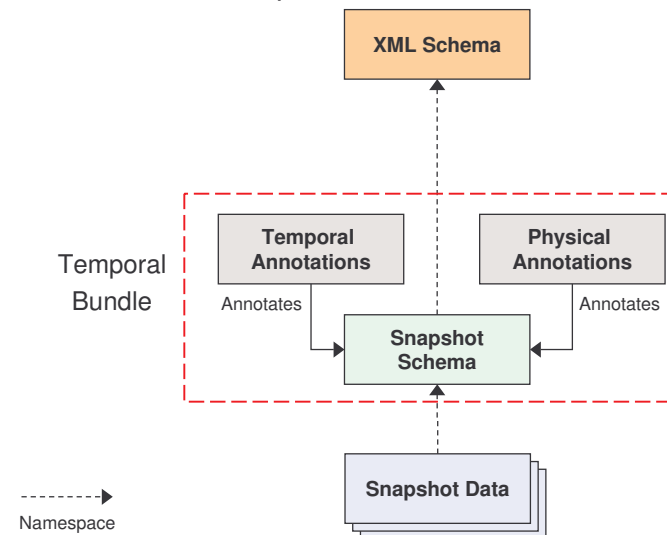 XML Schema
Temporal
Annotations
Physical
Annotations
Temporal
Bundle
Annotates
Annotates
Snapshot
Schema
Snapshot Data
Namespace